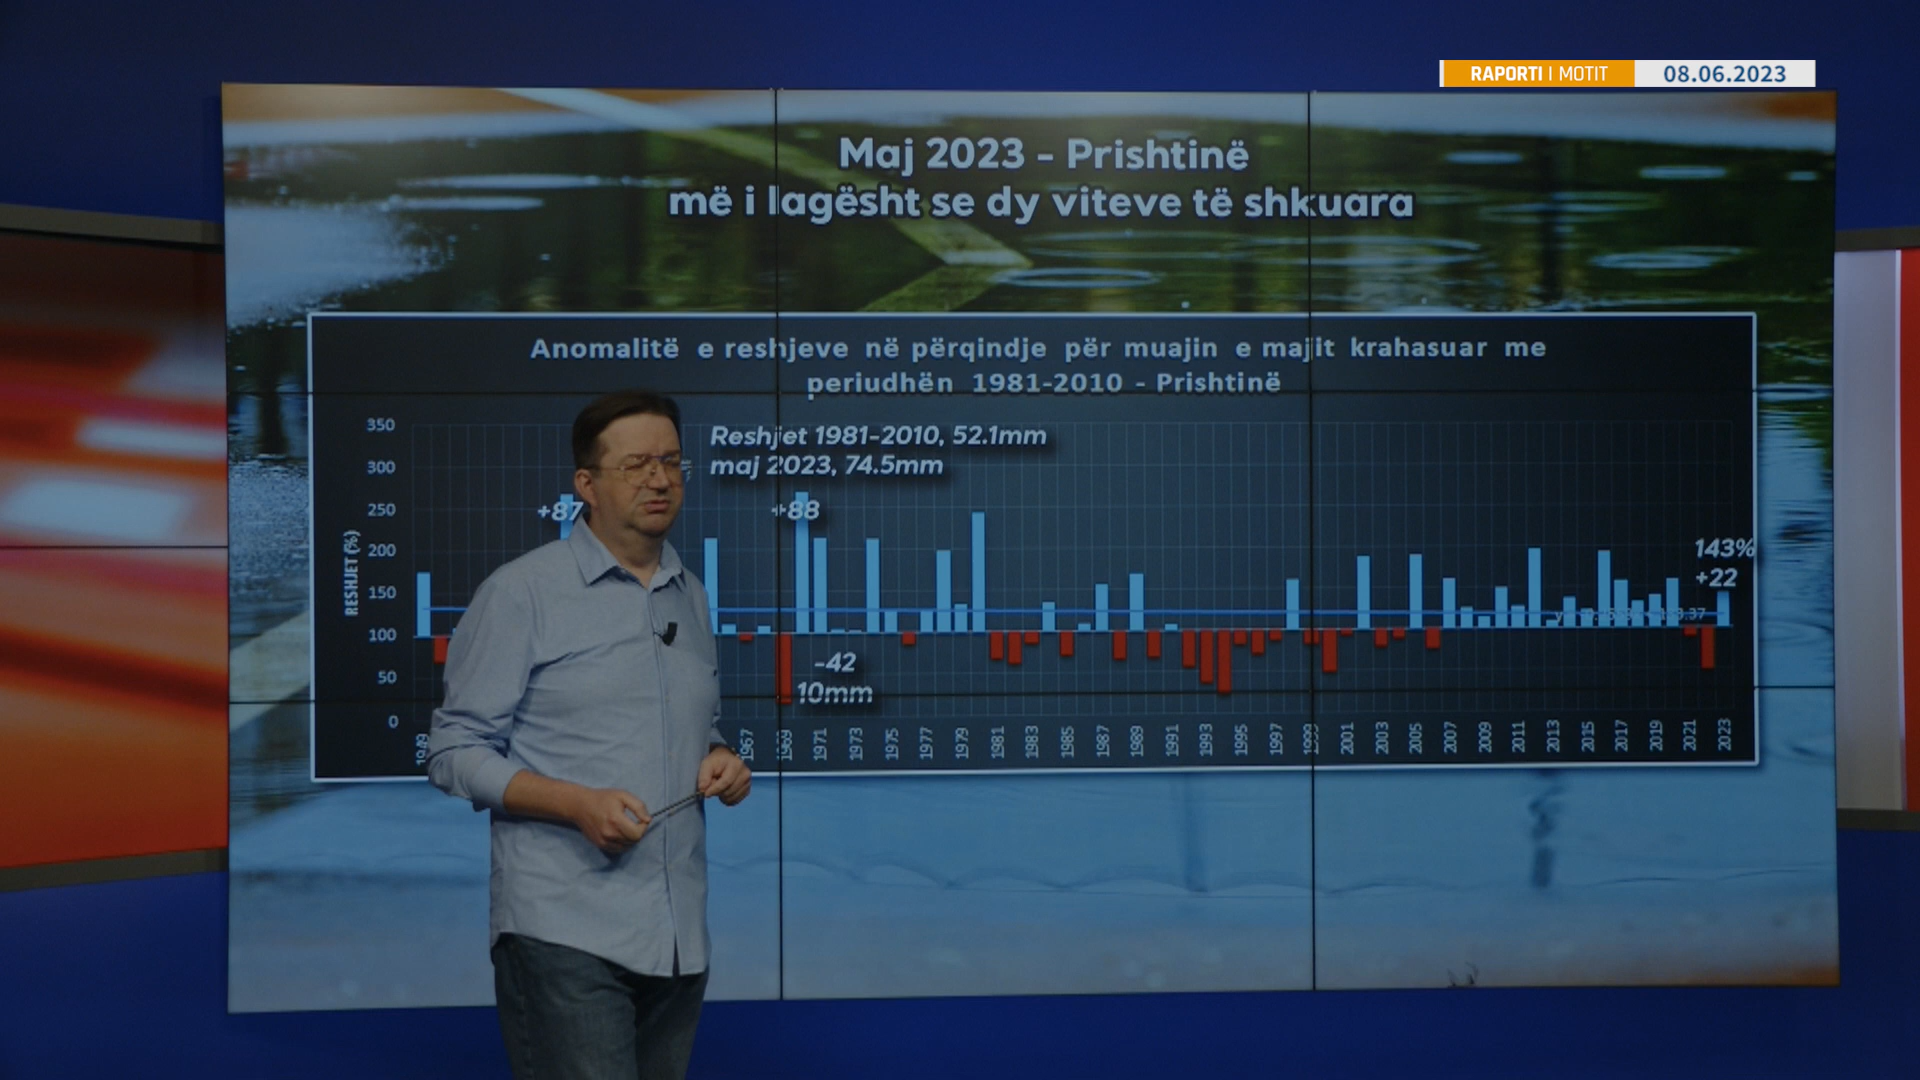 RAPORTI I MOTIT 08.06.2023
Maj 2023 - Prishtinë
më i lagësht se dy viteve të shkuara
Anomalitë e reshjeve në përqindje për muajin e majit krahasuar me
periudhën 1981-2010 - Prishtinë
Reshjet 1981-2010, 52.1mm
maj 2023, 74.5mm
RESHJET (%)
350
300
250
200
150
100
50
0
+87
+88
143%
+22
-42
10mm
1949 1967 1969 1971 1973 1975 1977 1979 1981 1983 1985 1987 1989 1991 1993 1995 1997 1999 2001 2003 2005 2007 2009 2011 2013 2015 2017 2019 2021 2023